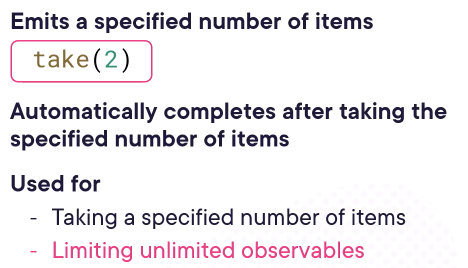 Emits a specified number of items
take(2)
Automatically completes after taking the
specified number of items
Used for
- Taking a specified number of items
- Limiting unlimited observables